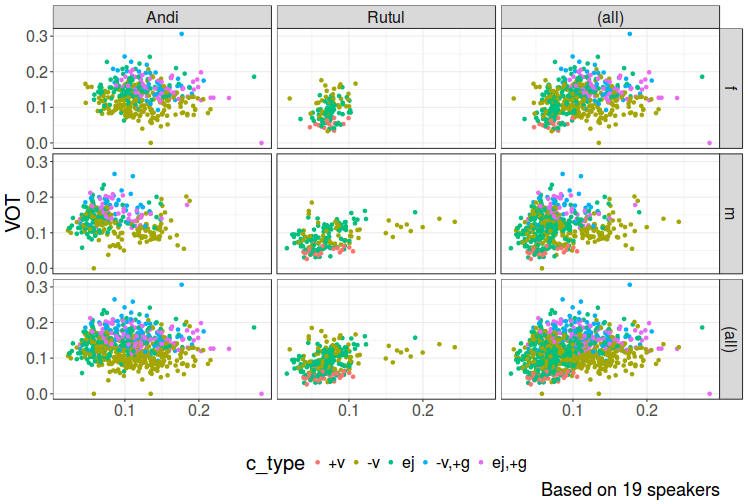 Andi Rutul (all)
0.3
0.2
0.1
0.0
f
0.3
0.2
0.1
0.0
m
0.3
0.2
0.1
0.0
(all)
VOT
0.1 0.2 0.1 0.2 0.1 0.2
c_type +v -v ej -v,+g ej,+g
Based on 19 speakers